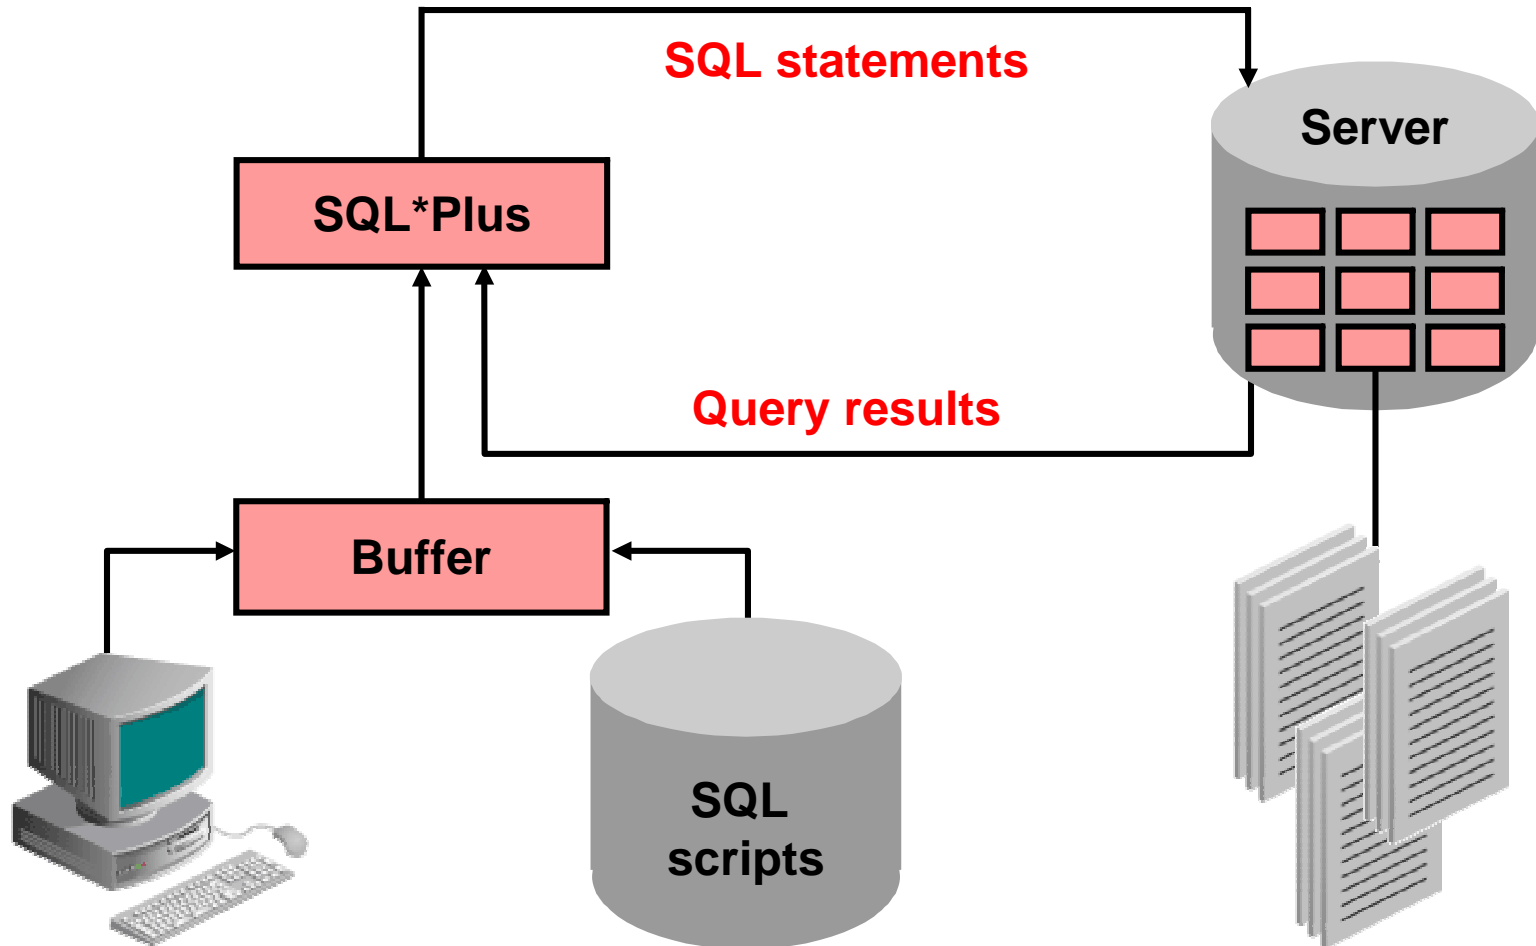 SQL statements
Server
SQL*Plus
Query results
Buffer
SQL
scripts